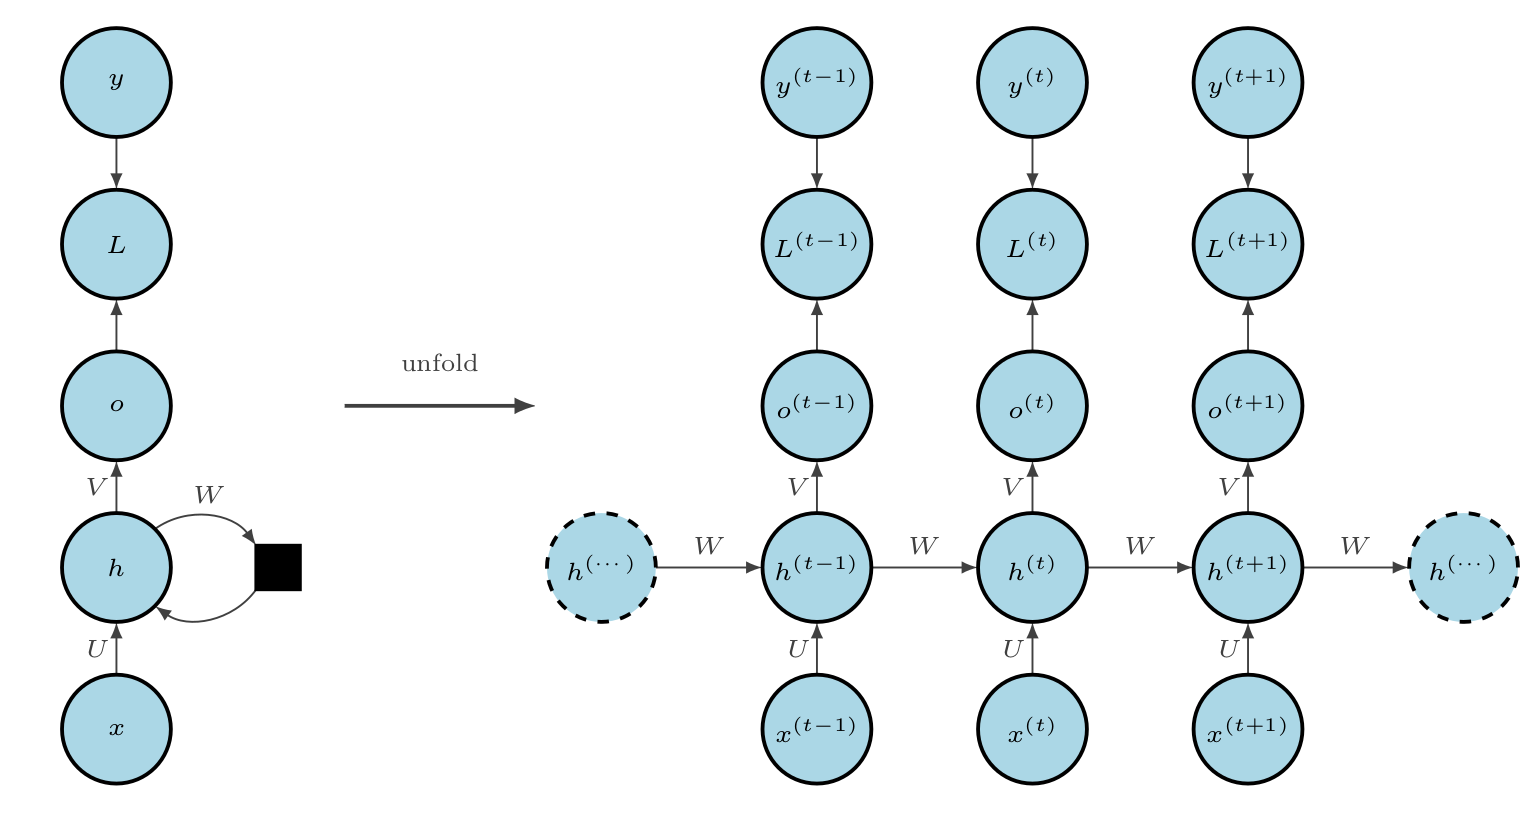 y y^{(t-1)} y^{(t)} y^{(t+1)}
L L^{(t-1)} L^{(t)} L^{(t+1)}
unfold
o o^{(t-1)} o^{(t)} o^{(t+1)}
V V V V
W
W W W W
h h^{(\cdots)} h^{(t-1)} h^{(t)} h^{(t+1)} h^{(\cdots)}
U U U U
x x^{(t-1)} x^{(t)} x^{(t+1)}